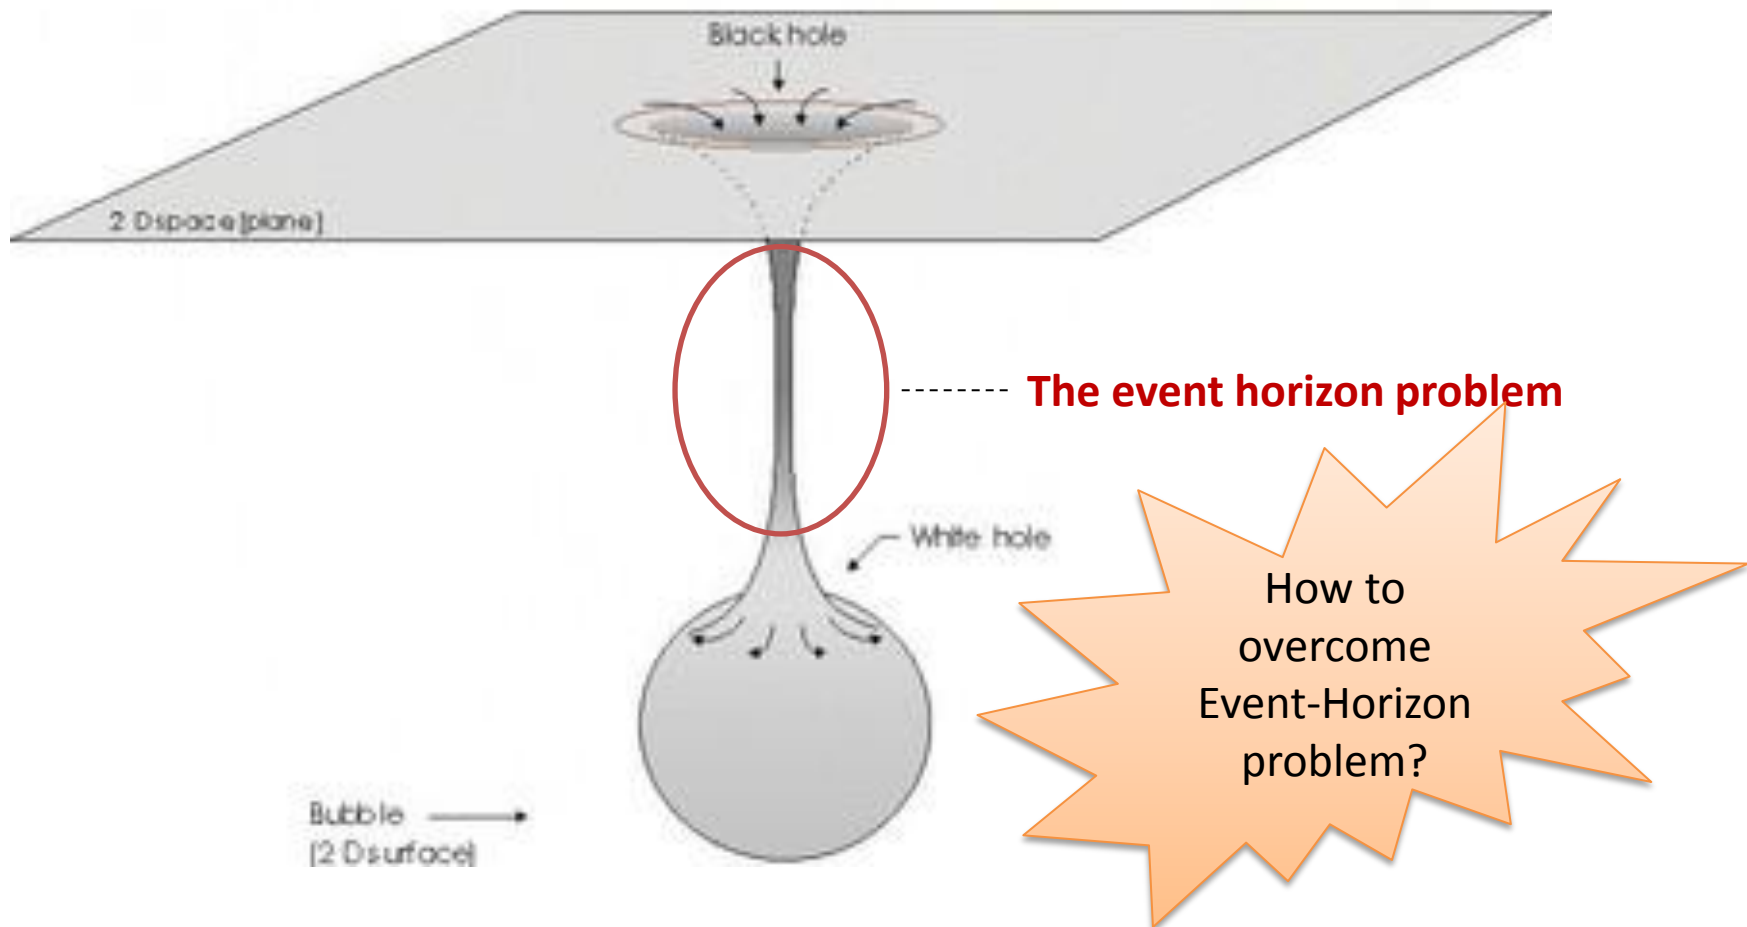 Black hole
2 D space [plane]
The event horizon problem
White hole
How to
overcome
Event-Horizon
problem?
Bubble
[2 D surface]